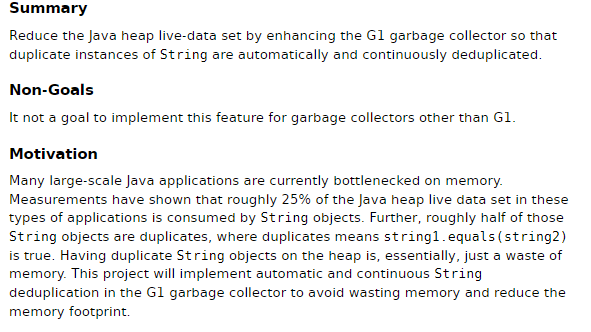 Summary
Reduce the Java heap live-data set by enhancing the G1 garbage collector so that
duplicate instances of String are automatically and continuously deduplicated.
Non-Goals
It not a goal to implement this feature for garbage collectors other than G1.
Motivation
Many large-scale Java applications are currently bottlenecked on memory.
Measurements have shown that roughly 25% of the Java heap live data set in these
types of applications is consumed by String objects. Further, roughly half of those
String objects are duplicates, where duplicates means string1.equals(string2)
is true. Having duplicate String objects on the heap is, essentially, just a waste of
memory. This project will implement automatic and continuous String
deduplication in the G1 garbage collector to avoid wasting memory and reduce the
memory footprint.